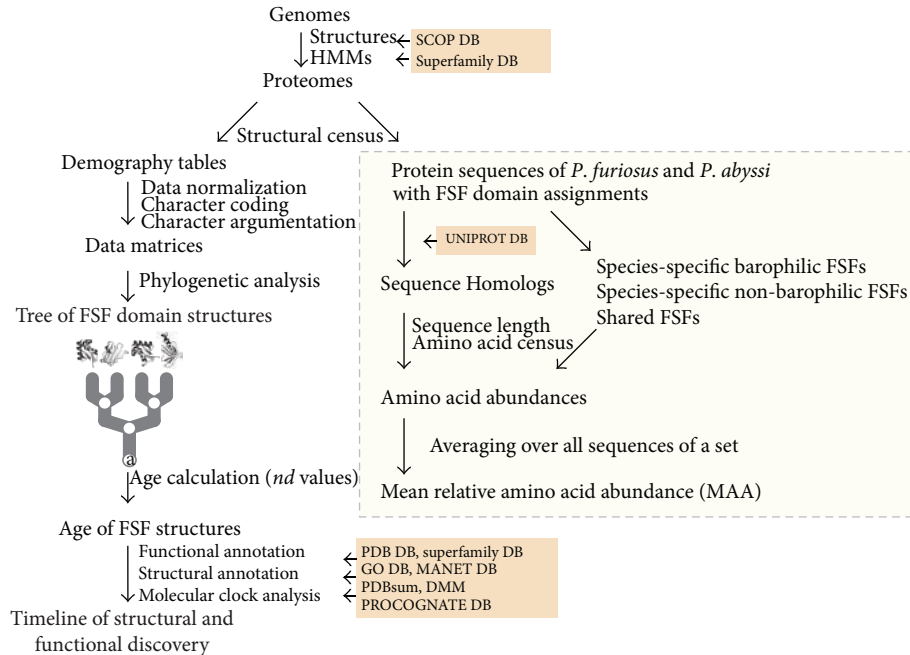 Genomes
Structures
HMMs
SCOP DB
Superfamily DB
Proteomes
Structural census
Demography tables
Data normalization
Character coding
Character argumentation
Data matrices
Phylogenetic analysis
Tree of FSF domain structures
a
Age calculation (nd values)
Age of FSF structures
Functional annotation
Structural annotation
Molecular clock analysis
PDB DB, superfamily DB
GO DB, MANET DB
PDBsum, DMM
PROCOGNATE DB
Timeline of structural and
functional discovery
Protein sequences of P. furiosus and P. abyssi
with FSF domain assignments
UNIPROT DB
Sequence Homologs
Species-specific barophilic FSFs
Species-specific non-barophilic FSFs
Shared FSFs
Sequence length
Amino acid census
Amino acid abundances
Averaging over all sequences of a set
Mean relative amino acid abundance (MAA)